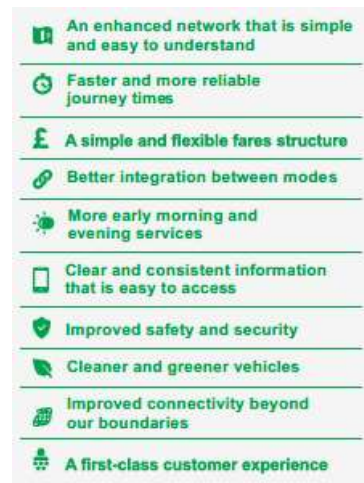 An enhanced network that is simple
and easy to understand
Faster and more reliable
journey times
£ A simple and flexible fares structure
Better integration between modes
More early morning and
evening services
Clear and consistent information
that is easy to access
Improved safety and security
Cleaner and greener vehicles
Improved connectivity beyond
our boundaries
A first-class customer experience